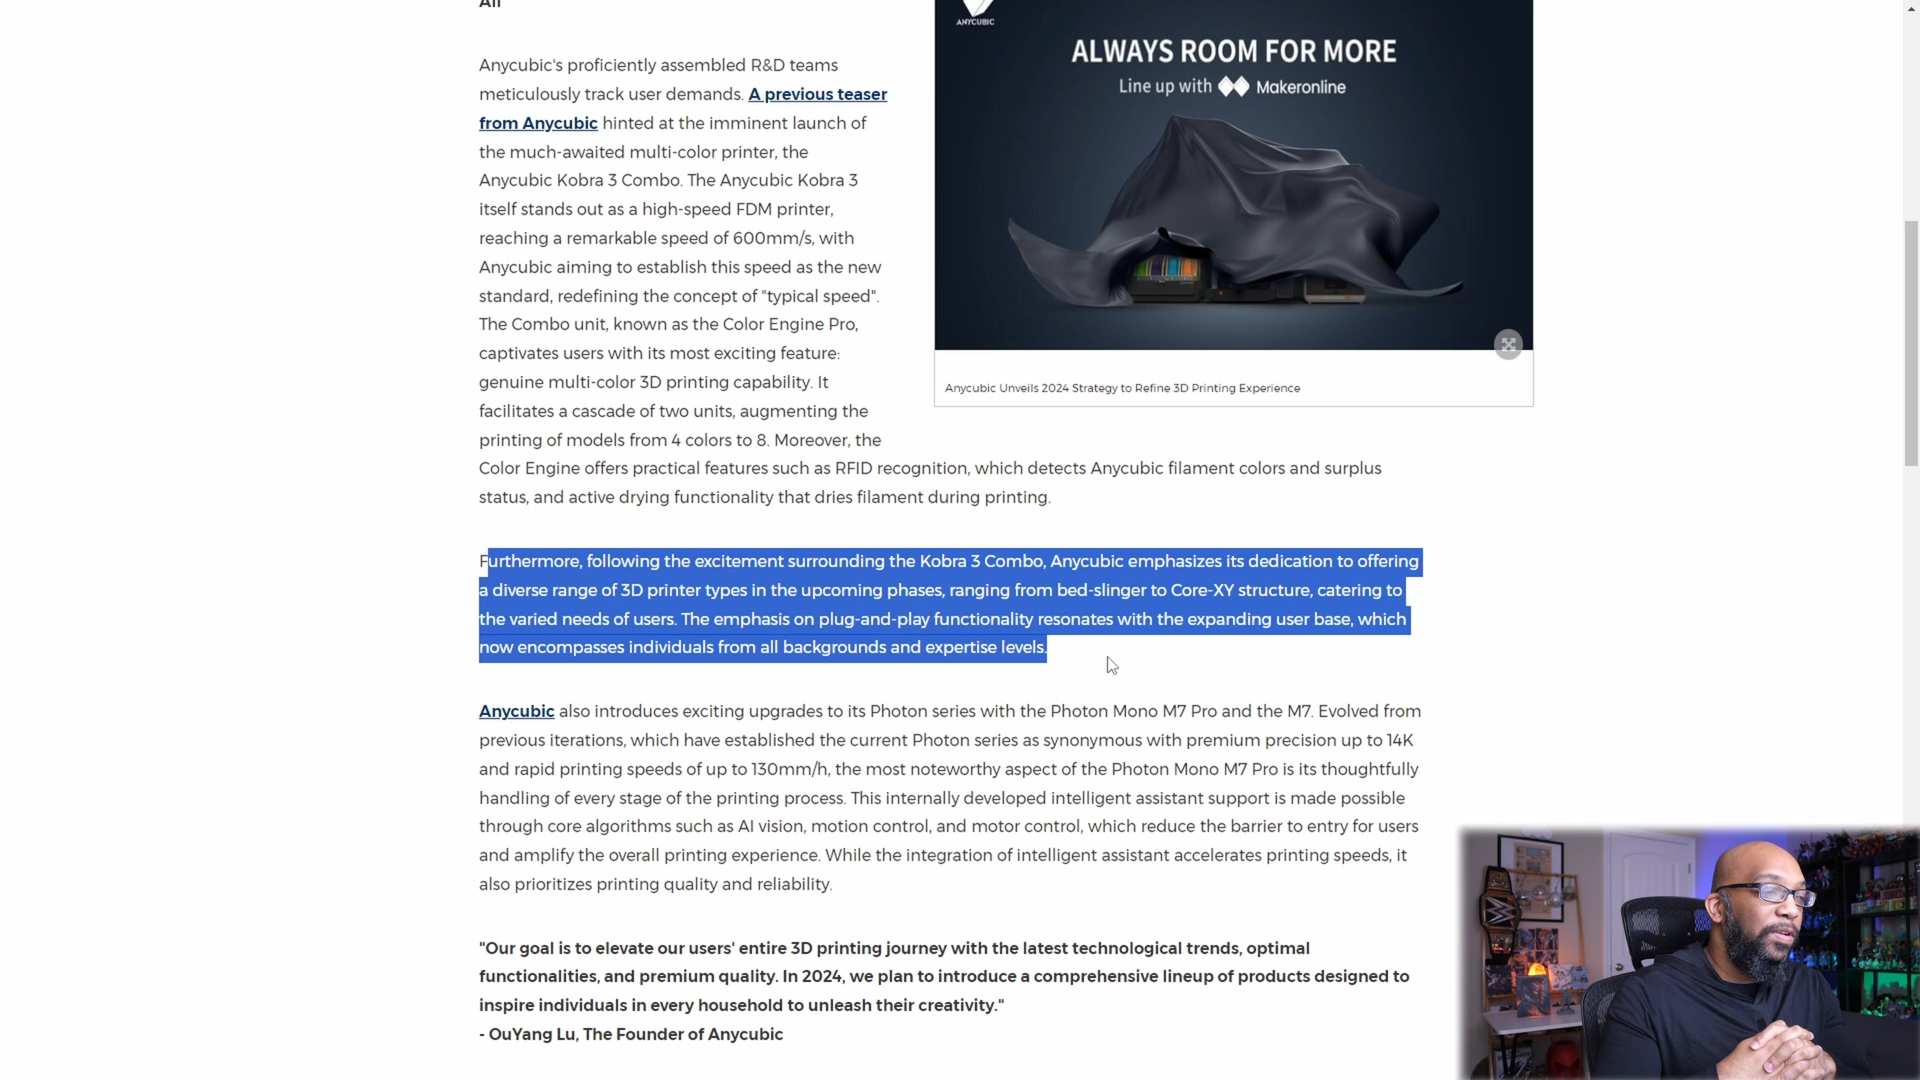 All
Anycubic's proficiently assembled R&D teams
meticulously track user demands. A previous teaser
from Anycubic hinted at the imminent launch of
the much-awaited multi-color printer, the
Anycubic Kobra 3 Combo. The Anycubic Kobra 3
itself stands out as a high-speed FDM printer,
reaching a remarkable speed of 600mm/s, with
Anycubic aiming to establish this speed as the new
standard, redefining the concept of "typical speed".
The Combo unit, known as the Color Engine Pro,
captivates users with its most exciting feature:
genuine multi-color 3D printing capability. It
facilitates a cascade of two units, augmenting the
printing of models from 4 colors to 8. Moreover, the
Color Engine offers practical features such as RFID recognition, which detects Anycubic filament colors and surplus
status, and active drying functionality that dries filament during printing.
ANYCUBIC
ALWAYS ROOM FOR MORE
Line up with Makeronline
Anycubic Unveils 2024 Strategy to Refine 3D Printing Experience
Furthermore, following the excitement surrounding the Kobra 3 Combo, Anycubic emphasizes its dedication to offering
a diverse range of 3D printer types in the upcoming phases, ranging from bed-slinger to Core-XY structure, catering to
the varied needs of users. The emphasis on plug-and-play functionality resonates with the expanding user base, which
now encompasses individuals from all backgrounds and expertise levels.
Anycubic also introduces exciting upgrades to its Photon series with the Photon Mono M7 Pro and the M7. Evolved from
previous iterations, which have established the current Photon series as synonymous with premium precision up to 14K
and rapid printing speeds of up to 130mm/h, the most noteworthy aspect of the Photon Mono M7 Pro is its thoughtfully
handling of every stage of the printing process. This internally developed intelligent assistant support is made possible
through core algorithms such as AI vision, motion control, and motor control, which reduce the barrier to entry for users
and amplify the overall printing experience. While the integration of intelligent assistant accelerates printing speeds, it
also prioritizes printing quality and reliability.
"Our goal is to elevate our users' entire 3D printing journey with the latest technological trends, optimal
functionalities, and premium quality. In 2024, we plan to introduce a comprehensive lineup of products designed to
inspire individuals in every household to unleash their creativity."
- OuYang Lu, The Founder of Anycubic